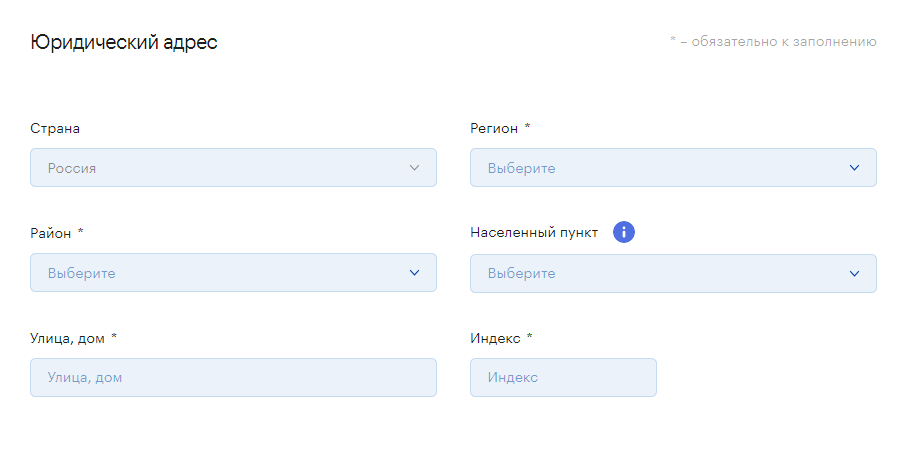 Юридический адрес
* – обязательно к заполнению
Страна
Регион *
Россия
Выберите
Район *
Населенный пункт
Выберите
Выберите
Улица, дом *
Индекс *
Улица, дом
Индекс